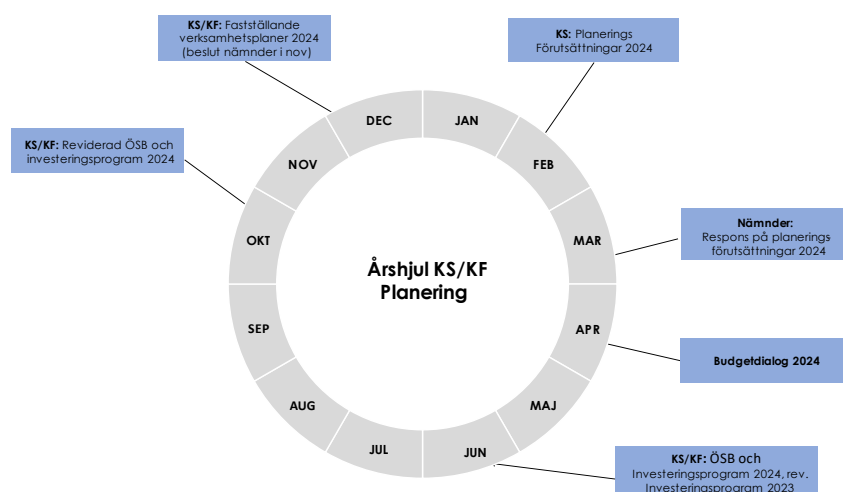 KS/KF: Fastställande
verksamhetsplaner 2024
(beslut nämnder i nov)
KS: Planerings
Förutsättningar 2024
DEC
JAN
KS/KF: Reviderad ÖSB och
investeringsprogram 2024
NOV
FEB
OKT
MAR
Nämnder:
Respons på planerings
förutsättningar 2024
Årshjul KS/KF
Planering
SEP
APR
Budgetdialog 2024
AUG
MAJ
JUL
JUN
KS/KF: ÖSB och
Investeringsprogram 2024, rev.
Investeringsprogram 2023